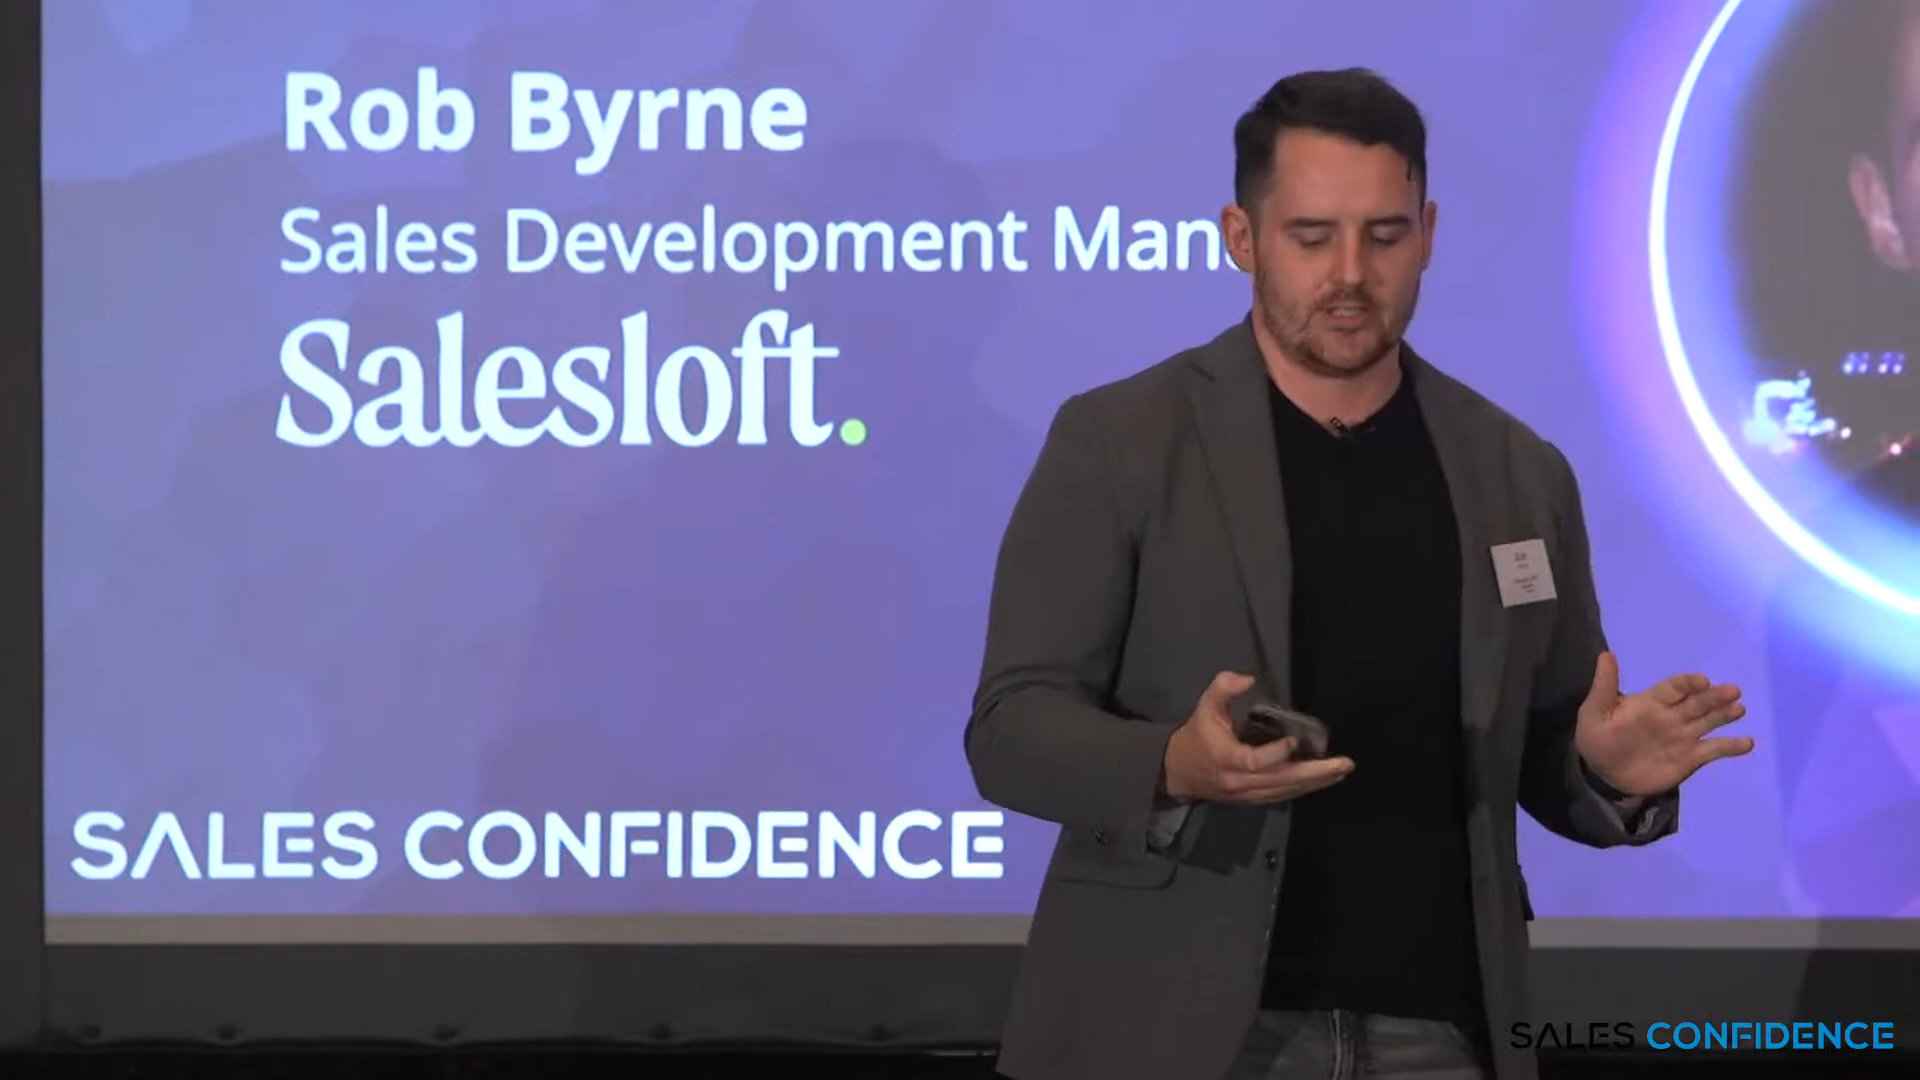 Rob Byrne
Sales Development Man
Salesloft.
SALES CONFIDENCE
SALES CONFIDENCE